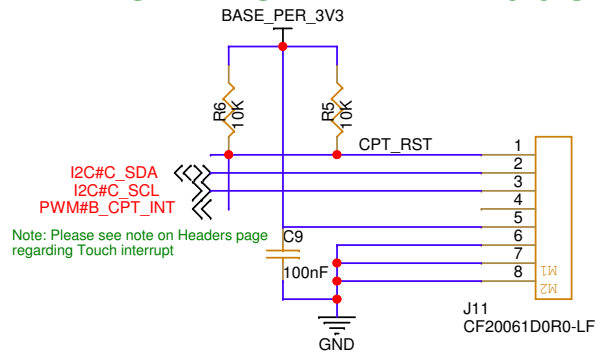 BASE_PER_3V3
R6
10K
R5
10K
CPT_RST
1
I2C#C_SDA
2
I2C#C_SCL
3
PWM#B_CPT_INT
4
5
Note: Please see note on Headers page
regarding Touch interrupt
C9
6
7
100nF
8
M1
M2
J11
CF20061D0R0-LF
GND